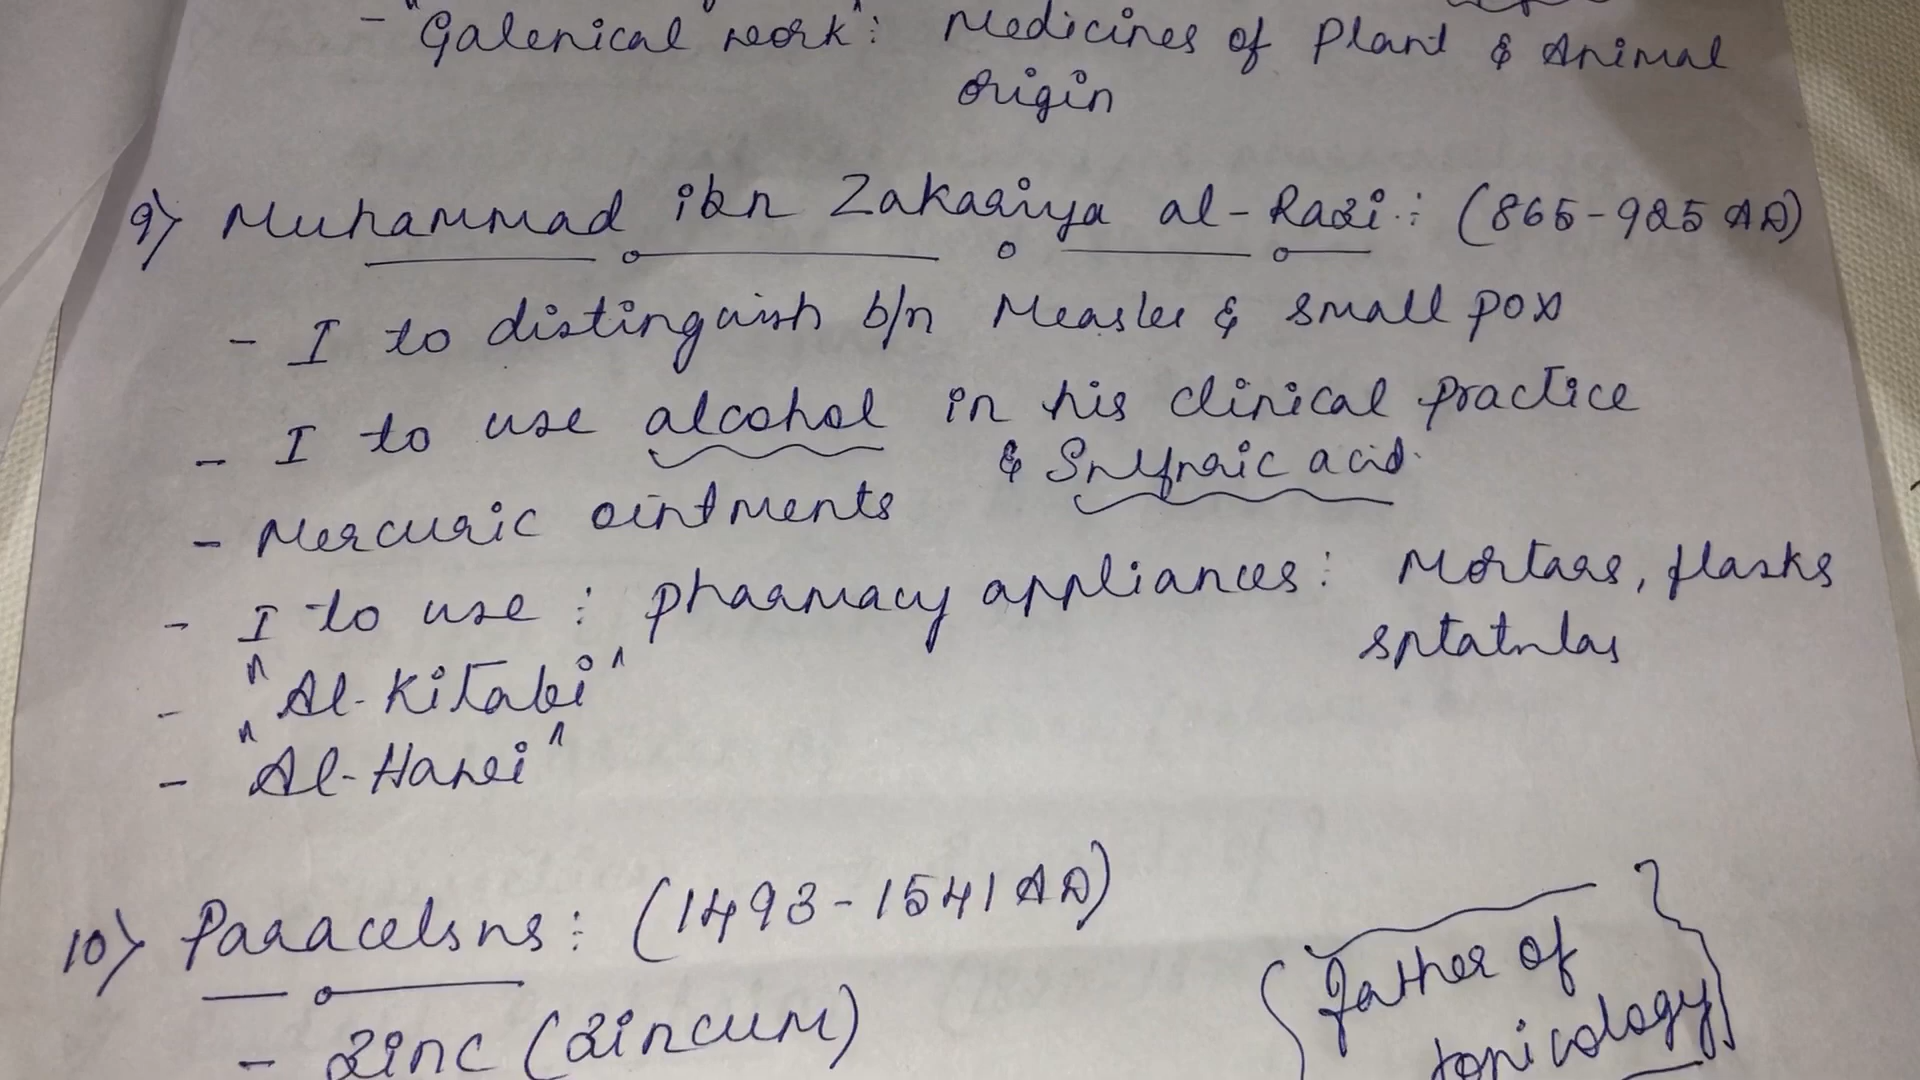 - "Galenical work": Medicines of Plant & Animal
origin
9) Muhammad ibn Zakariya al-Razi: (865-925 AD)
- I to distinguish b/n Measles & small pox
- I to use alcohol in his clinical practice
& Sulfuric acid.
- Mercuric ointments
- I to use: pharmacy appliances: Mortars, flasks
sptatulas
- "Al-Kitabi"
- "Al-Hawi"
10) Paracelsus: (1493-1541 AD)
- Zinc (Zincum)
{ Father of
toxicology }